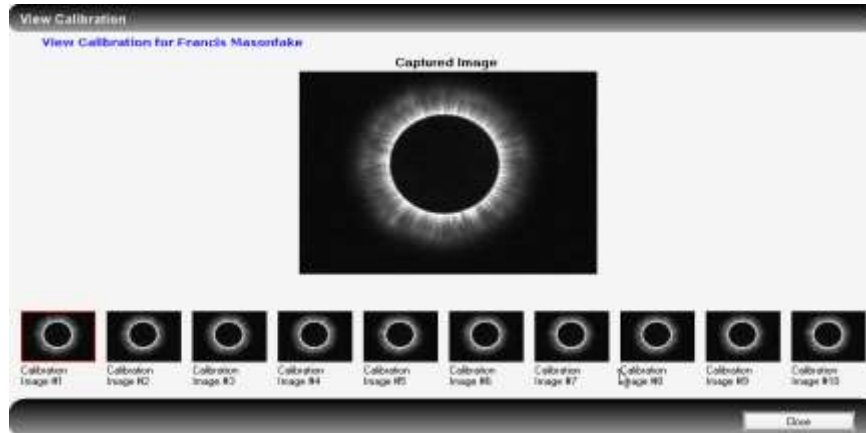 View Calibration
View Calibration for Francis Masonfake
Captured Image
Calibration
Image #1
Calibration
Image #2
Calibration
Image #3
Calibration
Image #4
Calibration
Image #5
Calibration
Image #6
Calibration
Image #7
Calibration
Image #8
Calibration
Image #9
Calibration
Image #10
Close